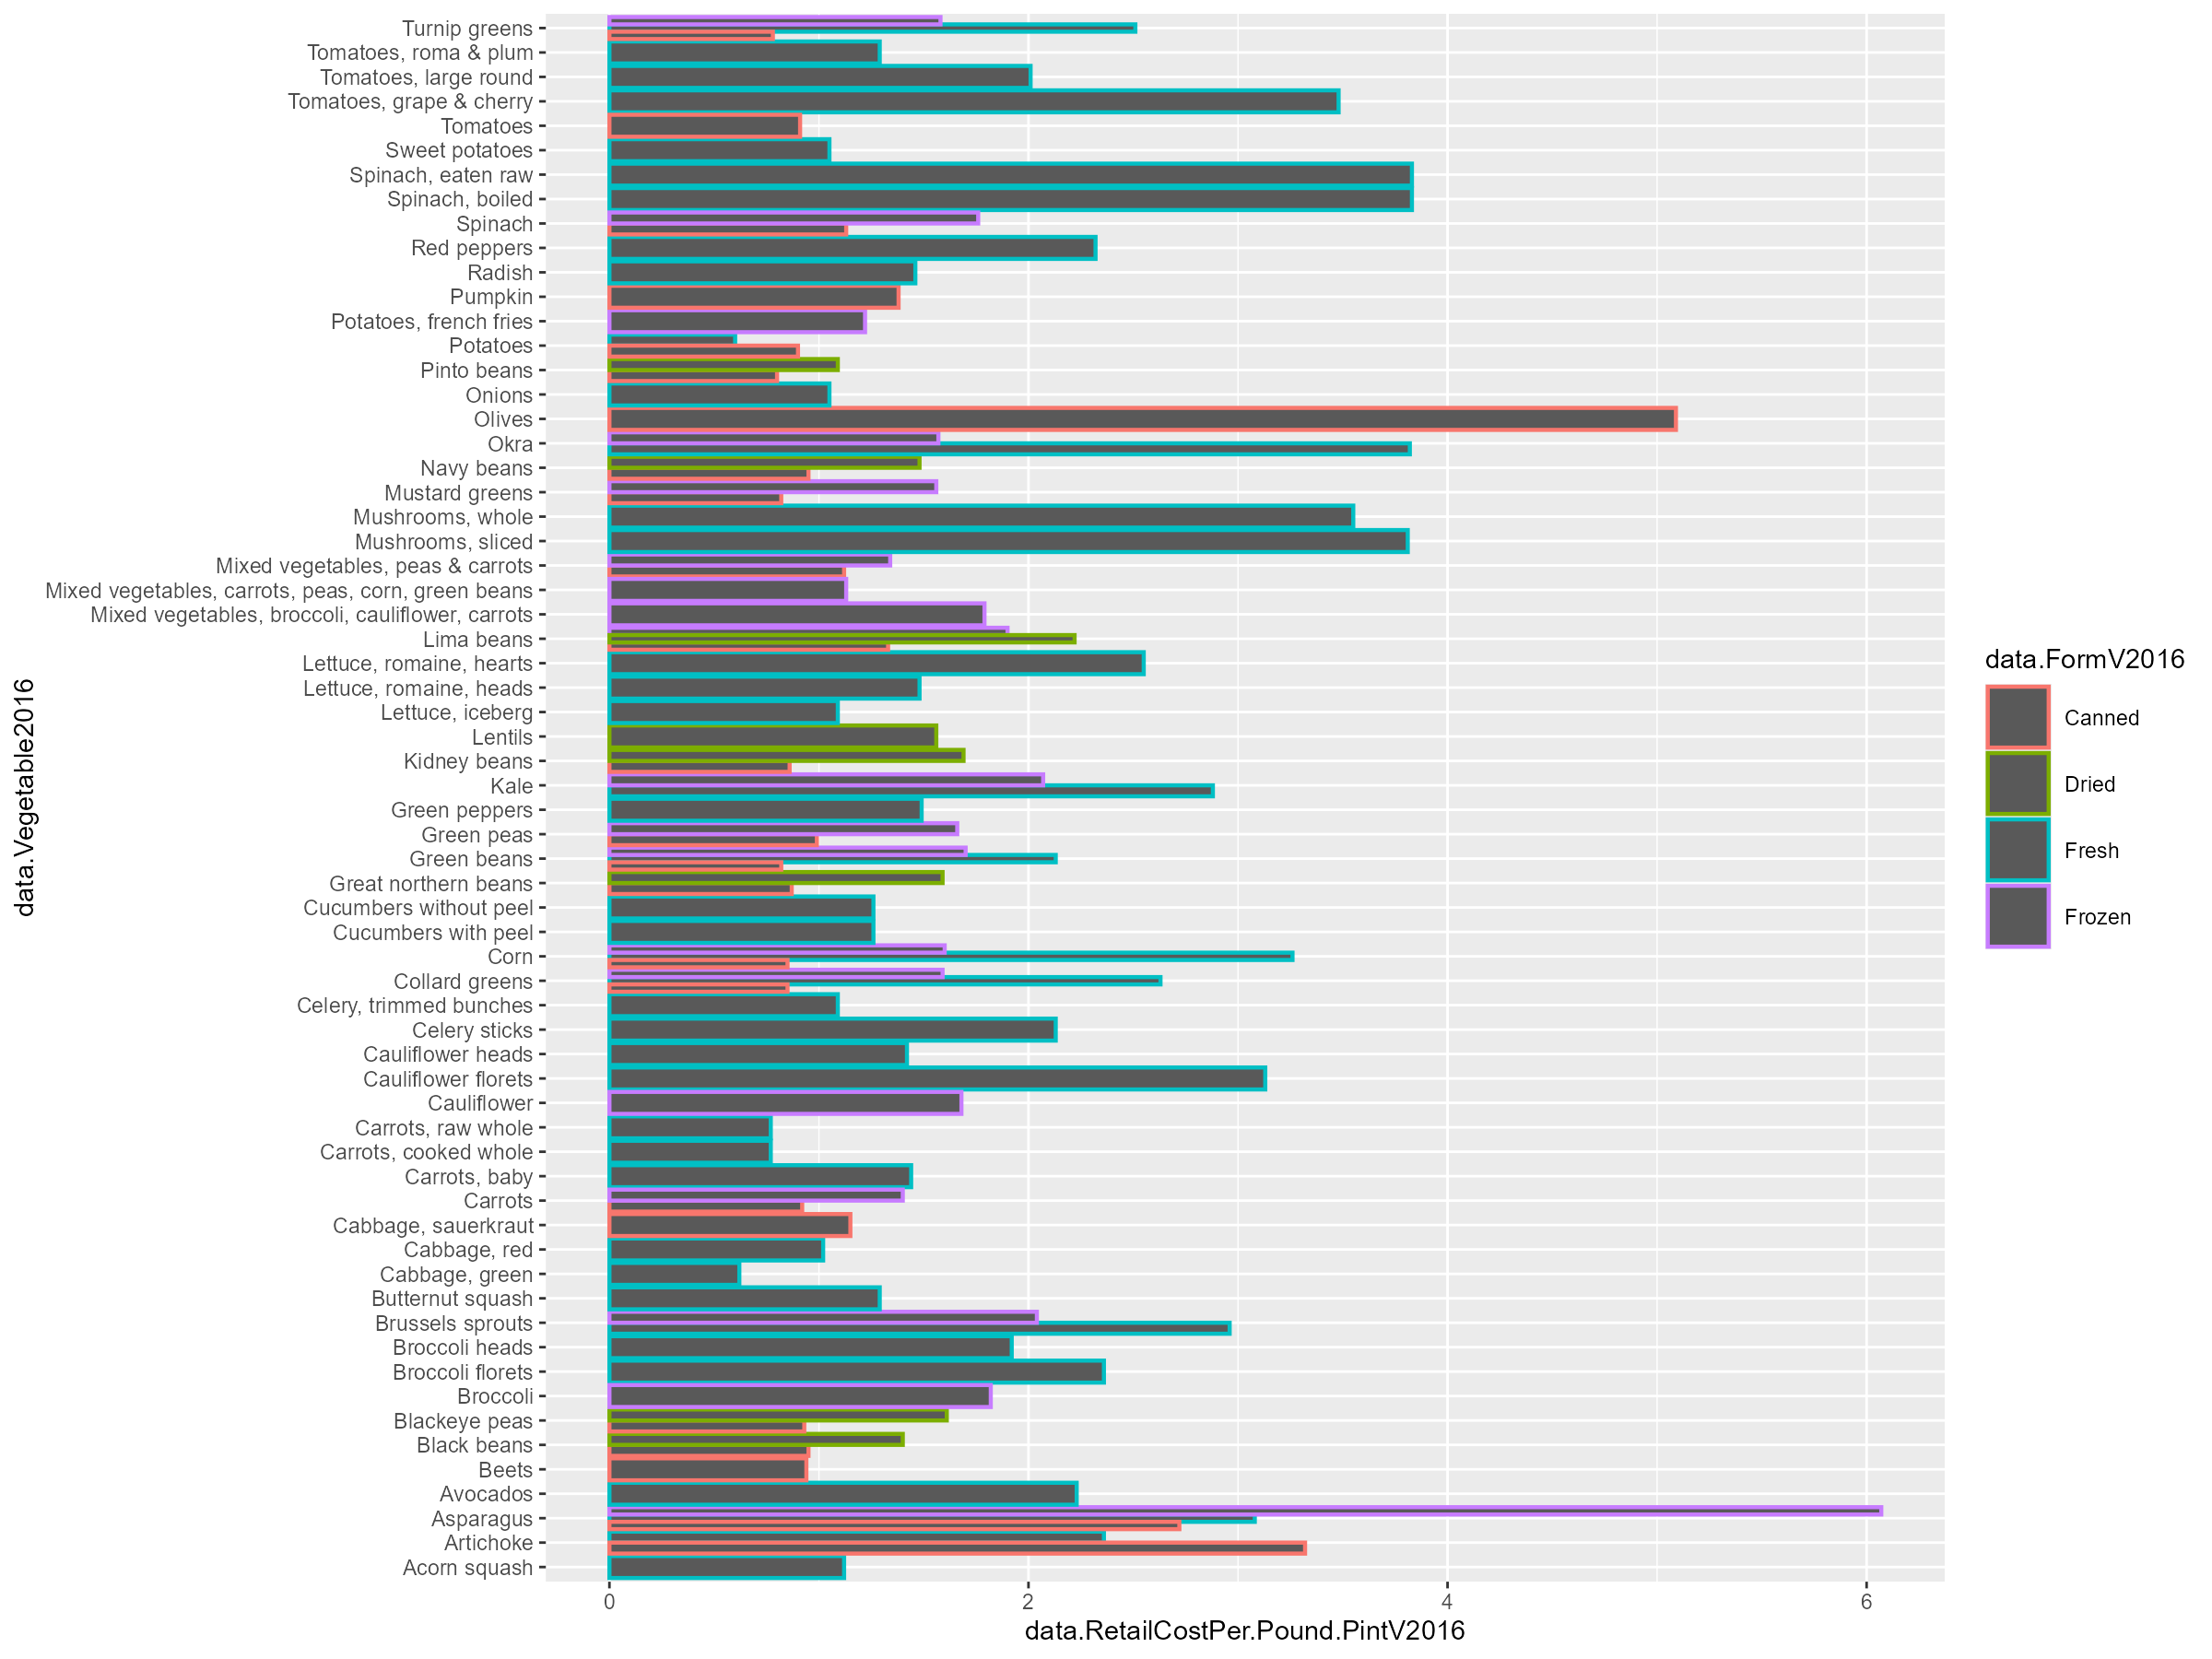 data.Vegetable2016
Turnip greens
Tomatoes, roma & plum
Tomatoes, large round
Tomatoes, grape & cherry
Tomatoes
Sweet potatoes
Spinach, eaten raw
Spinach, boiled
Spinach
Red peppers
Radish
Pumpkin
Potatoes, french fries
Potatoes
Pinto beans
Onions
Olives
Okra
Navy beans
Mustard greens
Mushrooms, whole
Mushrooms, sliced
Mixed vegetables, peas & carrots
Mixed vegetables, carrots, peas, corn, green beans
Mixed vegetables, broccoli, cauliflower, carrots
Lima beans
Lettuce, romaine, hearts
Lettuce, romaine, heads
Lettuce, iceberg
Lentils
Kidney beans
Kale
Green peppers
Green peas
Green beans
Great northern beans
Cucumbers without peel
Cucumbers with peel
Corn
Collard greens
Celery, trimmed bunches
Celery sticks
Cauliflower heads
Cauliflower florets
Cauliflower
Carrots, raw whole
Carrots, cooked whole
Carrots, baby
Carrots
Cabbage, sauerkraut
Cabbage, red
Cabbage, green
Butternut squash
Brussels sprouts
Broccoli heads
Broccoli florets
Broccoli
Blackeye peas
Black beans
Beets
Avocados
Asparagus
Artichoke
Acorn squash
0 2 4 6
data.RetailCostPer.Pound.PintV2016
data.FormV2016
Canned
Dried
Fresh
Frozen